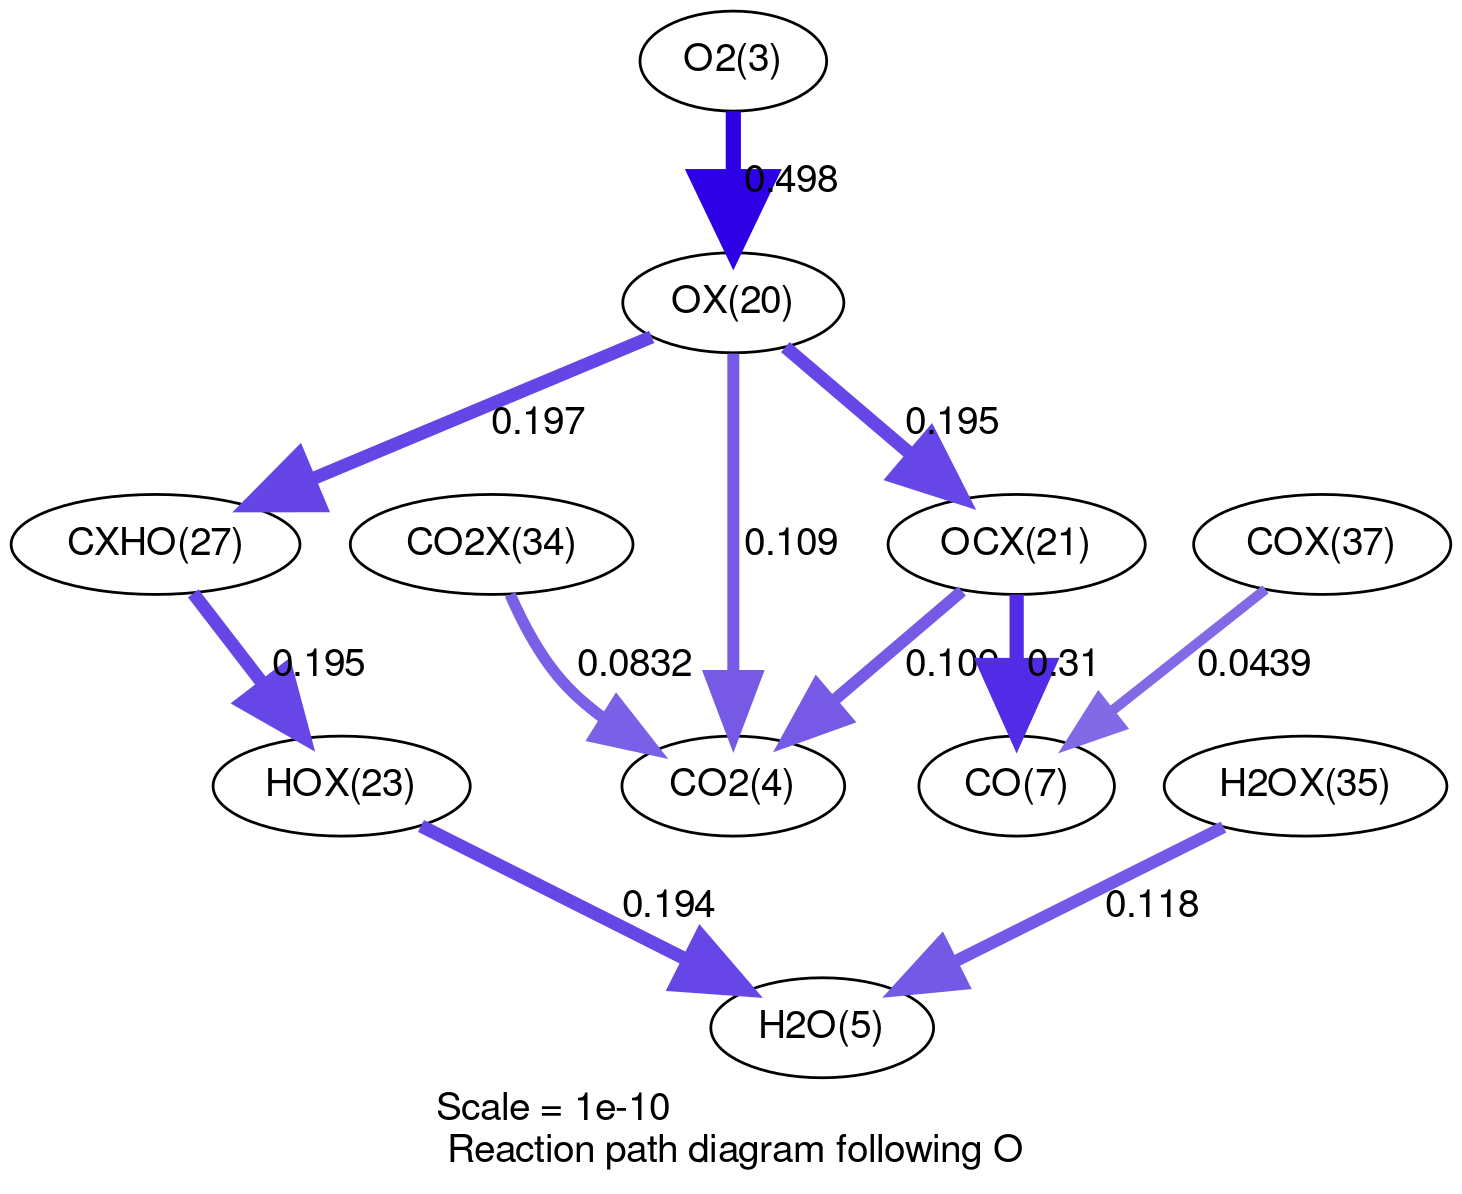 O2(3)
0.498
OX(20)
0.197
0.195
CXHO(27)
CO2X(34)
0.109
OCX(21)
COX(37)
0.195
0.0832
0.31
0.0439
HOX(23)
CO2(4)
CO(7)
H2OX(35)
0.194
0.118
H2O(5)
Scale = 1e-10
Reaction path diagram following O